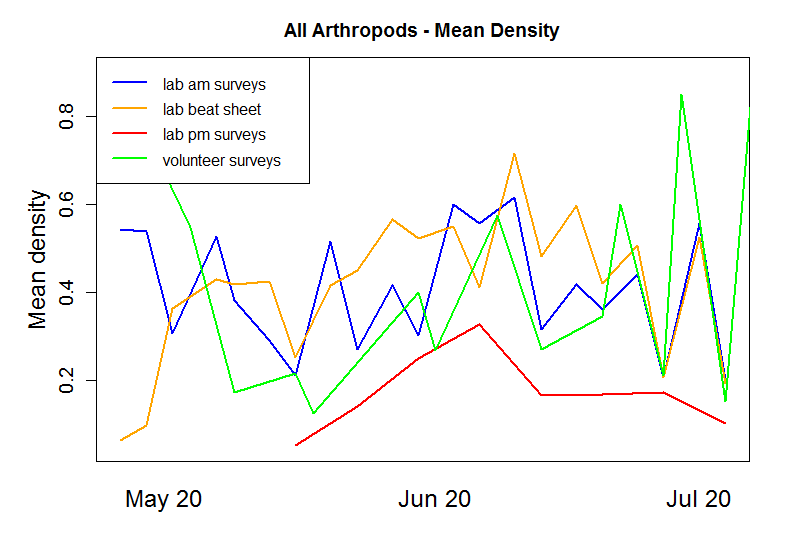 All Arthropods - Mean Density
lab am surveys
lab beat sheet
lab pm surveys
volunteer surveys
Mean density
0.8
0.6
0.4
0.2
May 20
Jun 20
Jul 20